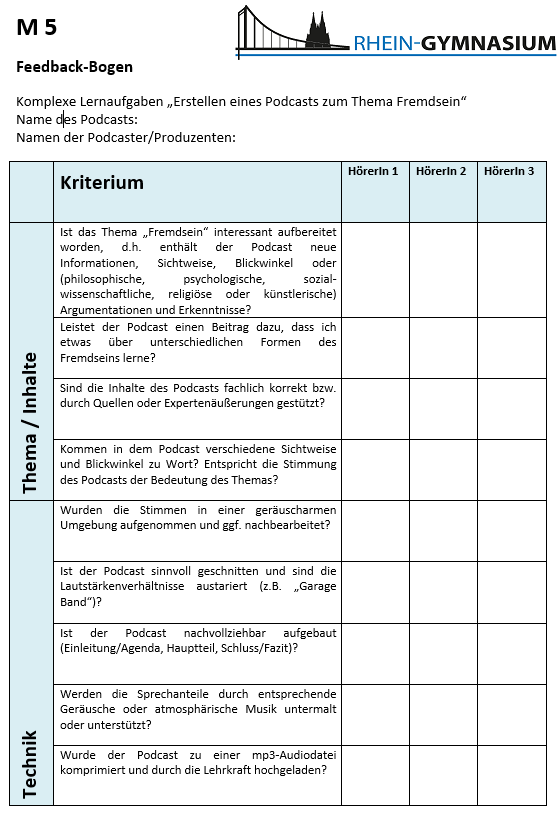 M 5
RHEIN-GYMNASIUM
Feedback-Bogen
Komplexe Lernaufgaben „Erstellen eines Podcasts zum Thema Fremdsein“
Name des Podcasts:
Namen der Podcaster/Produzenten:
Kriterium
HörerIn 1
HörerIn 2
HörerIn 3
Thema / Inhalte
Ist das Thema „Fremdsein“ interessant aufbereitet
worden, d.h. enthält der Podcast neue
Informationen, Sichtweise, Blickwinkel oder
(philosophische, psychologische, sozial-
wissenschaftliche, religiöse oder künstlerische)
Argumentationen und Erkenntnisse?
Leistet der Podcast einen Beitrag dazu, dass ich
etwas über unterschiedlichen Formen des
Fremdseins lerne?
Sind die Inhalte des Podcasts fachlich korrekt bzw.
durch Quellen oder Expertenäußerungen gestützt?
Kommen in dem Podcast verschiedene Sichtweise
und Blickwinkel zu Wort? Entspricht die Stimmung
des Podcasts der Bedeutung des Themas?
Technik
Wurden die Stimmen in einer geräuscharmen
Umgebung aufgenommen und ggf. nachbearbeitet?
Ist der Podcast sinnvoll geschnitten und sind die
Lautstärkenverhältnisse austariert (z.B. „Garage
Band“)?
Ist der Podcast nachvollziehbar aufgebaut
(Einleitung/Agenda, Hauptteil, Schluss/Fazit)?
Werden die Sprechanteile durch entsprechende
Geräusche oder atmosphärische Musik untermalt
oder unterstützt?
Wurde der Podcast zu einer mp3-Audiodatei
komprimiert und durch die Lehrkraft hochgeladen?